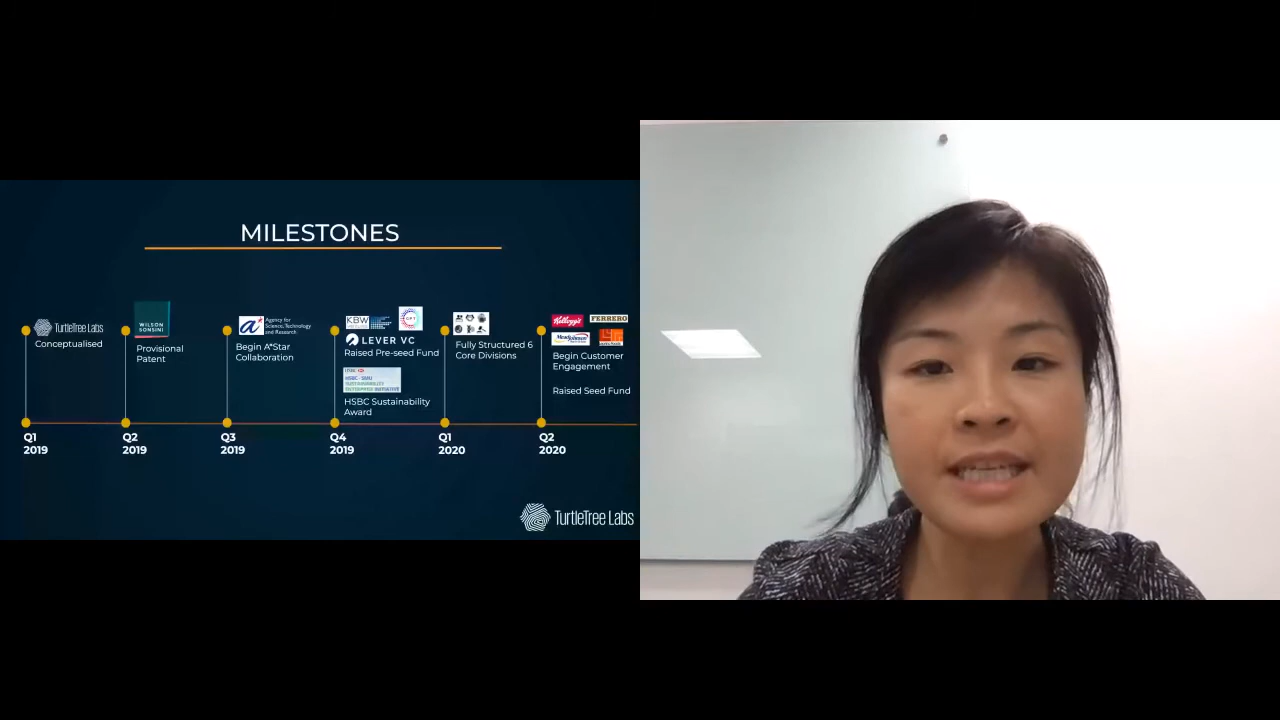 MILESTONES
TurtleTree Labs
Conceptualised
WILSON
SONSINI
Provisional
Patent
Agency for
Science, Technology
and Research
Begin A*Star
Collaboration
KBW
LEVER VC
Raised Pre-seed Fund
HSBC Sustainability
Award
Fully Structured 6
Core Divisions
Kellogg's
FERRERO
MeadJohnson
Begin Customer
Engagement
Raised Seed Fund
Q1
2019
Q2
2019
Q3
2019
Q4
2019
Q1
2020
Q2
2020
TurtleTree Labs